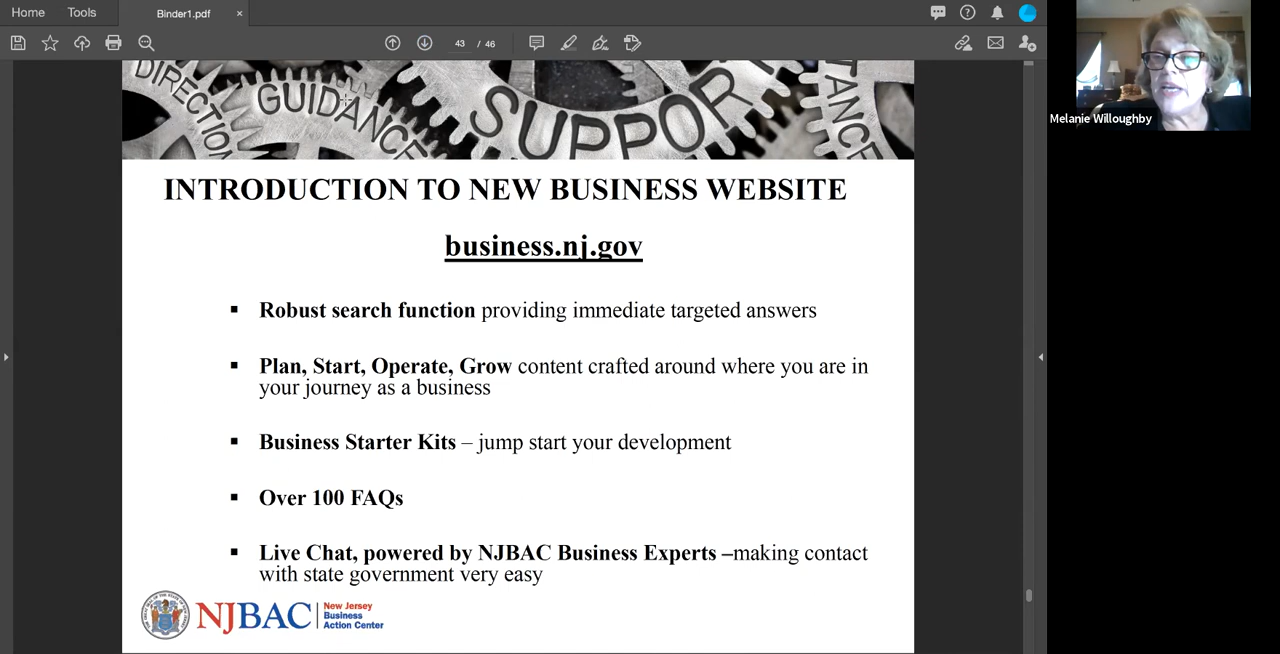 Home Tools Binder1.pdf ×
43 / 46
DIRECTION
GUIDANCE
SUPPOR
TANCE
INTRODUCTION TO NEW BUSINESS WEBSITE
business.nj.gov
▪ Robust search function providing immediate targeted answers
▪ Plan, Start, Operate, Grow content crafted around where you are in
your journey as a business
▪ Business Starter Kits – jump start your development
▪ Over 100 FAQs
▪ Live Chat, powered by NJBAC Business Experts –making contact
with state government very easy
NJBAC
New Jersey
Business
Action Center
Melanie Willoughby